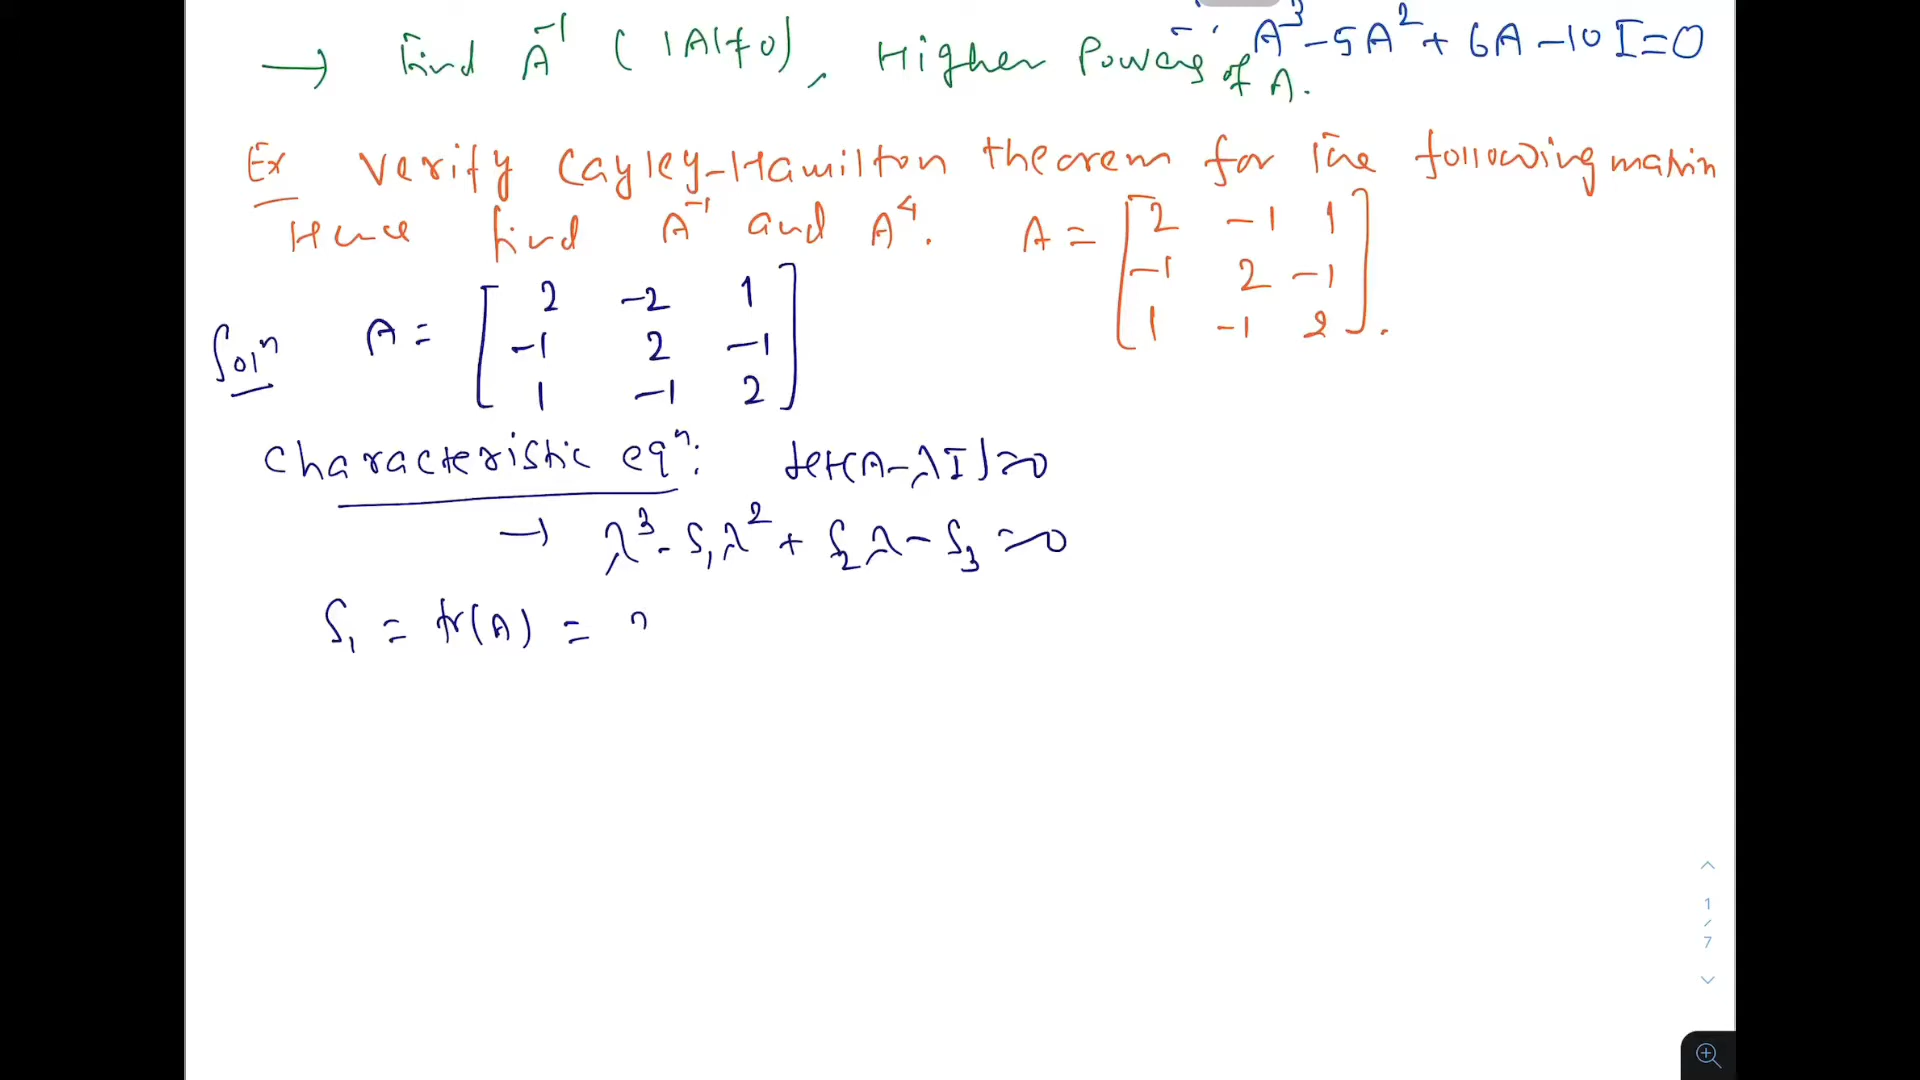 A³-5A²+6A-10I=0
→ Find A⁻¹ (|A|≠0), Higher Powers of A.
Ex Verify Cayley-Hamilton theorem for the following matrix
Hence find A⁻¹ and A⁴. A = [2 -1 1
-1 2 -1
1 -1 2].
Solⁿ A = [2 -2 1
-1 2 -1
1 -1 2]
Characteristic eqⁿ: det(A-λI)=0
→ λ³-S₁λ²+S₂λ-S₃=0
S₁ = tr(A) =
1
/
7